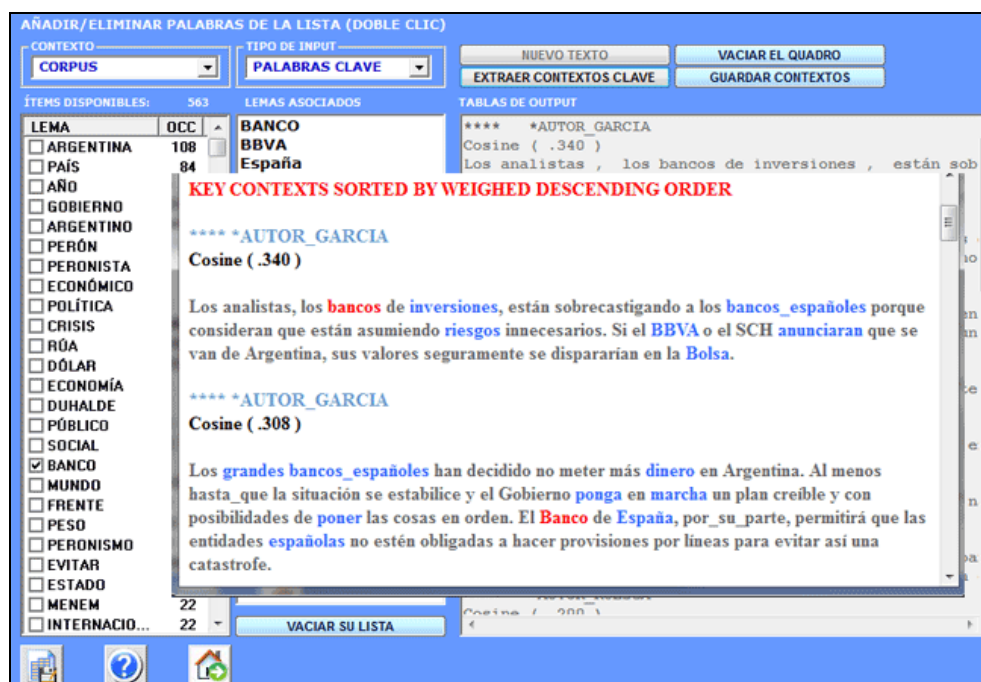 AÑADIR/ELIMINAR PALABRAS DE LA LISTA (DOBLE CLIC)
CONTEXTO
CORPUS
TIPO DE INPUT
PALABRAS CLAVE
NUEVO TEXTO
VACIAR EL QUADRO
EXTRAER CONTEXTOS CLAVE
GUARDAR CONTEXTOS
ÍTEMS DISPONIBLES: 563
LEMAS ASOCIADOS
TABLAS DE OUTPUT
LEMA OCC
ARGENTINA 108
PAÍS 84
AÑO
GOBIERNO
ARGENTINO
PERÓN
PERONISTA
ECONÓMICO
POLÍTICA
CRISIS
RÚA
DÓLAR
ECONOMÍA
DUHALDE
PÚBLICO
SOCIAL
BANCO
MUNDO
FRENTE
PESO
PERONISMO
EVITAR
ESTADO
MENEM 22
INTERNACIO... 22
BANCO
BBVA
España
VACIAR SU LISTA
**** *AUTOR_GARCIA
Cosine ( .340 )
Los analistas , los bancos de inversiones , están sob
KEY CONTEXTS SORTED BY WEIGHED DESCENDING ORDER
**** *AUTOR_GARCIA
Cosine ( .340 )
Los analistas, los bancos de inversiones, están sobrecastigando a los bancos_españoles porque
consideran que están asumiendo riesgos innecesarios. Si el BBVA o el SCH anunciaran que se
van de Argentina, sus valores seguramente se dispararían en la Bolsa.
**** *AUTOR_GARCIA
Cosine ( .308 )
Los grandes bancos_españoles han decidido no meter más dinero en Argentina. Al menos
hasta_que la situación se estabilice y el Gobierno ponga en marcha un plan creíble y con
posibilidades de poner las cosas en orden. El Banco de España, por_su_parte, permitirá que las
entidades españolas no estén obligadas a hacer provisiones por líneas para evitar así una
catastrofe.